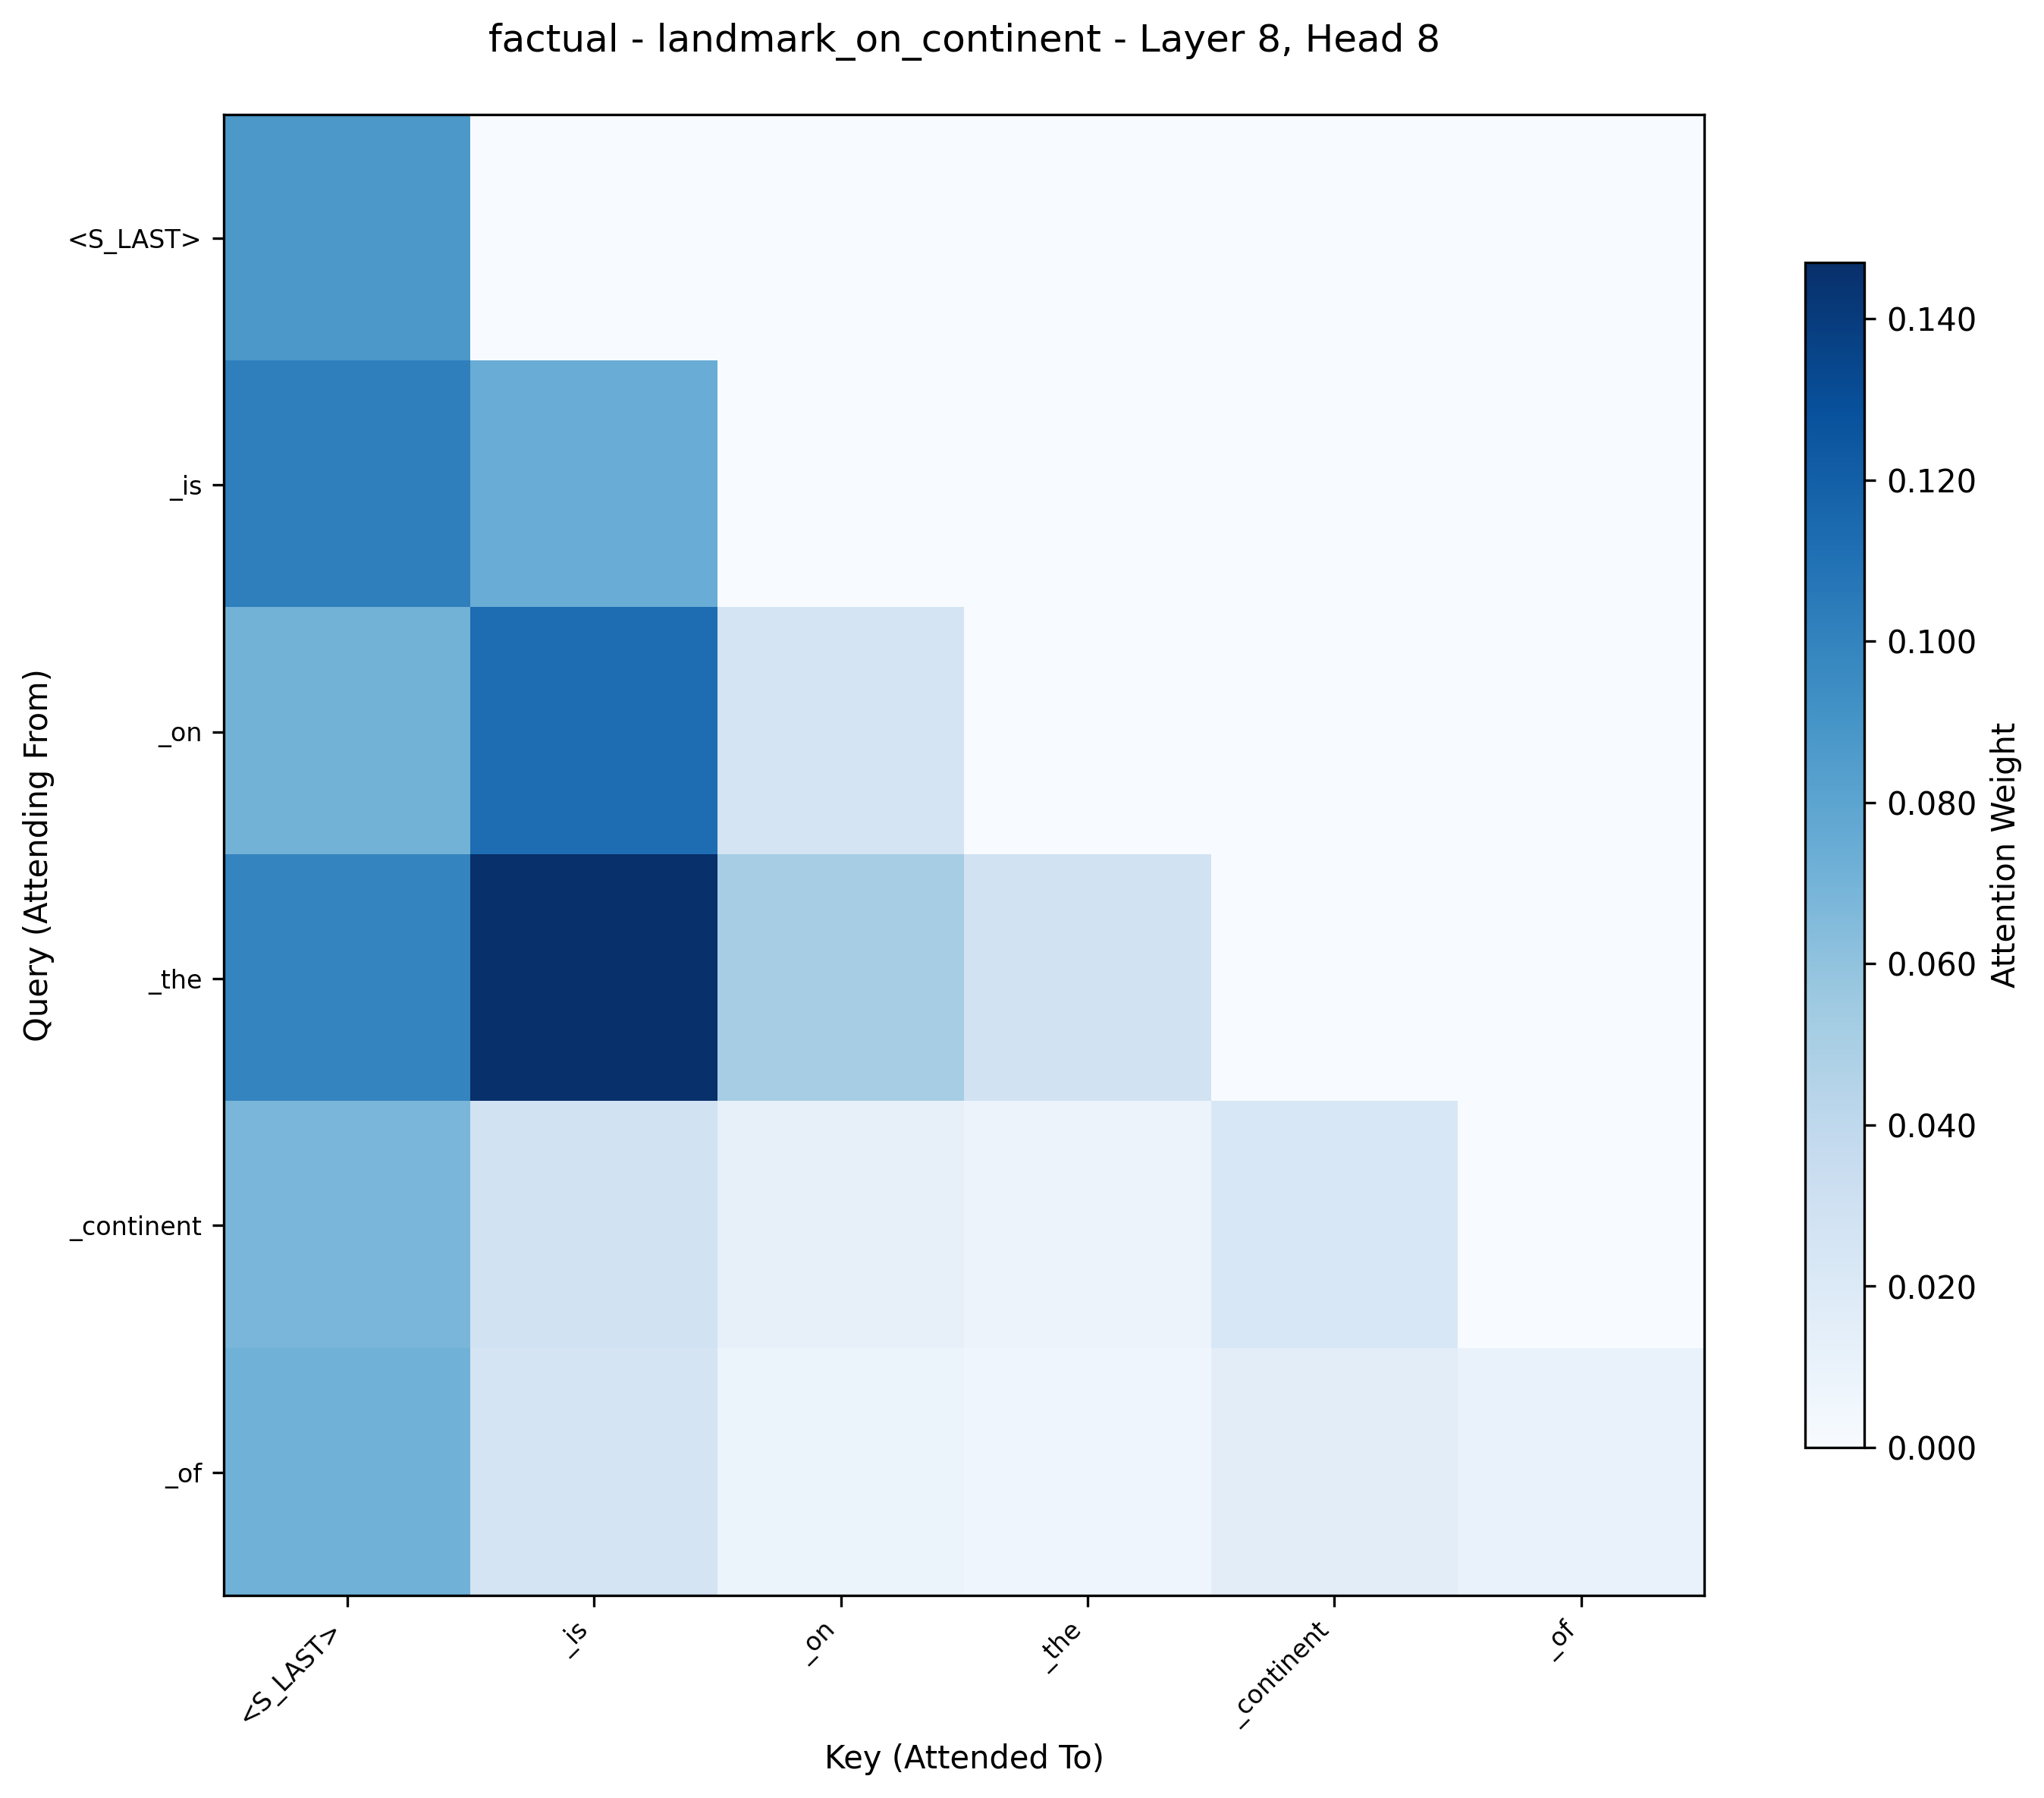 factual - landmark_on_continent - Layer 8, Head 8
Query (Attending From)
<S_LAST>
_is
_on
_the
_continent
_of
<S_LAST>
_is
_on
_the
_continent
_of
Key (Attended To)
0.140
0.120
0.100
0.080
0.060
0.040
0.020
0.000
Attention Weight